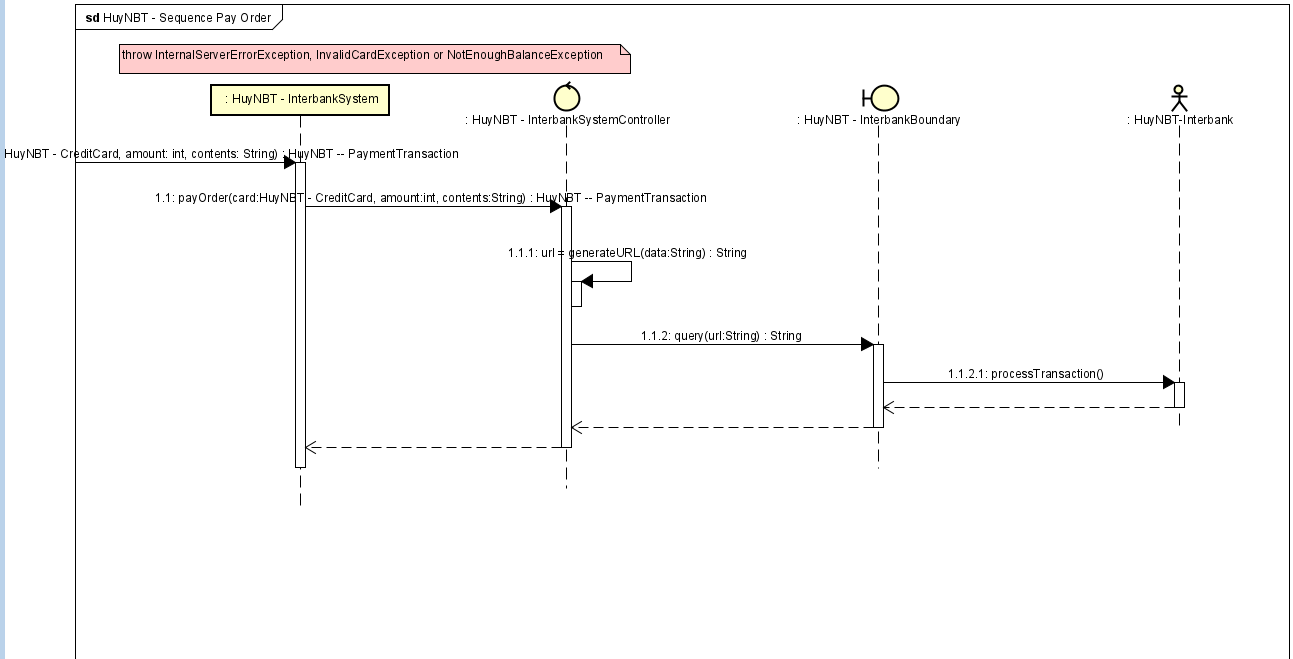 sd HuyNBT - Sequence Pay Order
throw InternalServerErrorException, InvalidCardException or NotEnoughBalanceException
: HuyNBT - InterbankSystem
: HuyNBT - InterbankSystemController
: HuyNBT - InterbankBoundary
: HuyNBT-Interbank
HuyNBT - CreditCard, amount: int, contents: String) : HuyNBT -- PaymentTransaction
1.1: payOrder(card:HuyNBT - CreditCard, amount:int, contents:String) : HuyNBT -- PaymentTransaction
1.1.1: url = generateURL(data:String) : String
1.1.2: query(url:String) : String
1.1.2.1: processTransaction()